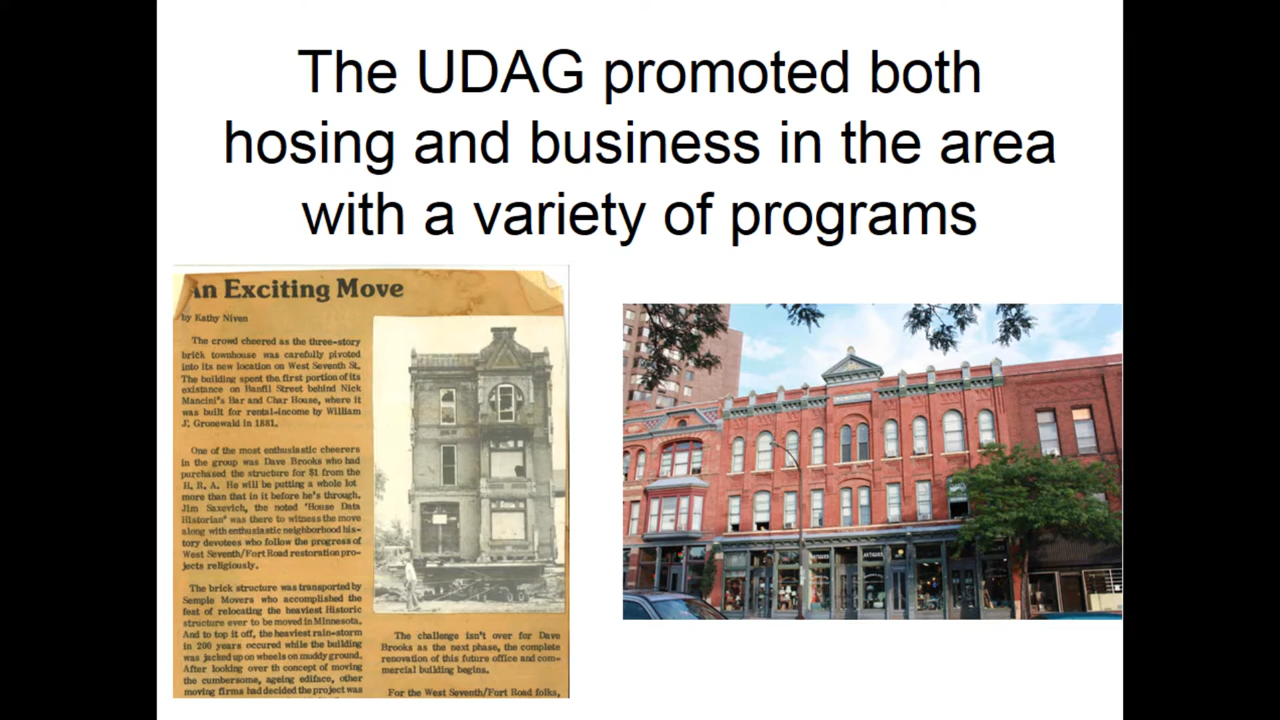 The UDAG promoted both
hosing and business in the area
with a variety of programs
An Exciting Move
by Kathy Niven
The crowd cheered as the three-story
brick townhouse was carefully pivoted
into its new location on West Seventh St.
The building spent the first portion of its
existance on Banfil Street behind Nick
Mancini's Bar and Char House, where it
was built for rental-income by William
J. Gronewald in 1881.
One of the most enthusiastic cheerers
in the group was Dave Brooks who had
purchased the structure for $1 from the
H. R. A. He will be putting a whole lot
more than that in it before he's through.
Jim Saxevich, the noted "House Data
Historian" was there to witness the move
along with enthusiastic neighborhood his-
tory devotees who follow the progress of
West Seventh/Fort Road restoration pro-
jects religiously.
The brick structure was transported by
Semple Movers who accomplished the
feat of relocating the heaviest Historic
structure ever to be moved in Minnesota.
And to top it off, the heaviest rain-storm
in 200 years occured while the building
was jacked up on wheels on muddy ground.
After looking over th concept of moving
the cumbersome, ageing ediface, other
moving firms had decided the project was
The challenge isn't over for Dave
Brooks as the next phase, the complete
renovation of this future office and com-
mercial building begins.
For the West Seventh/Fort Road folks,
ANTIQUES
ANTIQUES